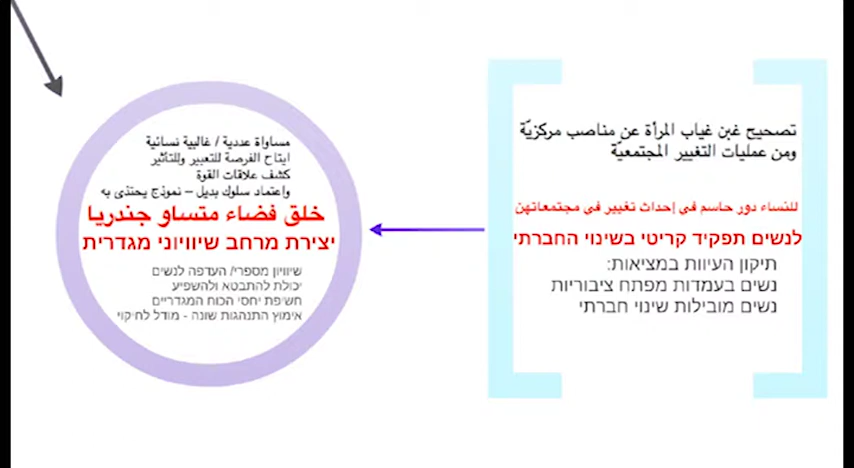 تصحيح غبن غياب المرأة عن مناصب مركزيّة
ومن عمليات التغيير المجتمعيّة
للنساء دور حاسم في إحداث تغيير في مجتمعاتهن
לנשים תפקיד קריטי בשינוי החברתי
תיקון העיוות במציאות:
נשים בעמדות מפתח ציבוריות
נשים מובילות שינוי חברתי
مساواة عددية / غالبية نسائية
ايتاح الفرصة للتعبير وللتأثير
كشف علاقات القوة
واعتماد سلوك بديل – نموذج يحتذى به
خلق فضاء متساو جندريا
יצירת מרחב שיוויוני מגדרית
שיוויון מספרי/ העדפה לנשים
יכולת להתבטא ולהשפיע
חשיפת יחסי הכוח המגדריים
אימוץ התנהגות שונה - מודל לחיקוי